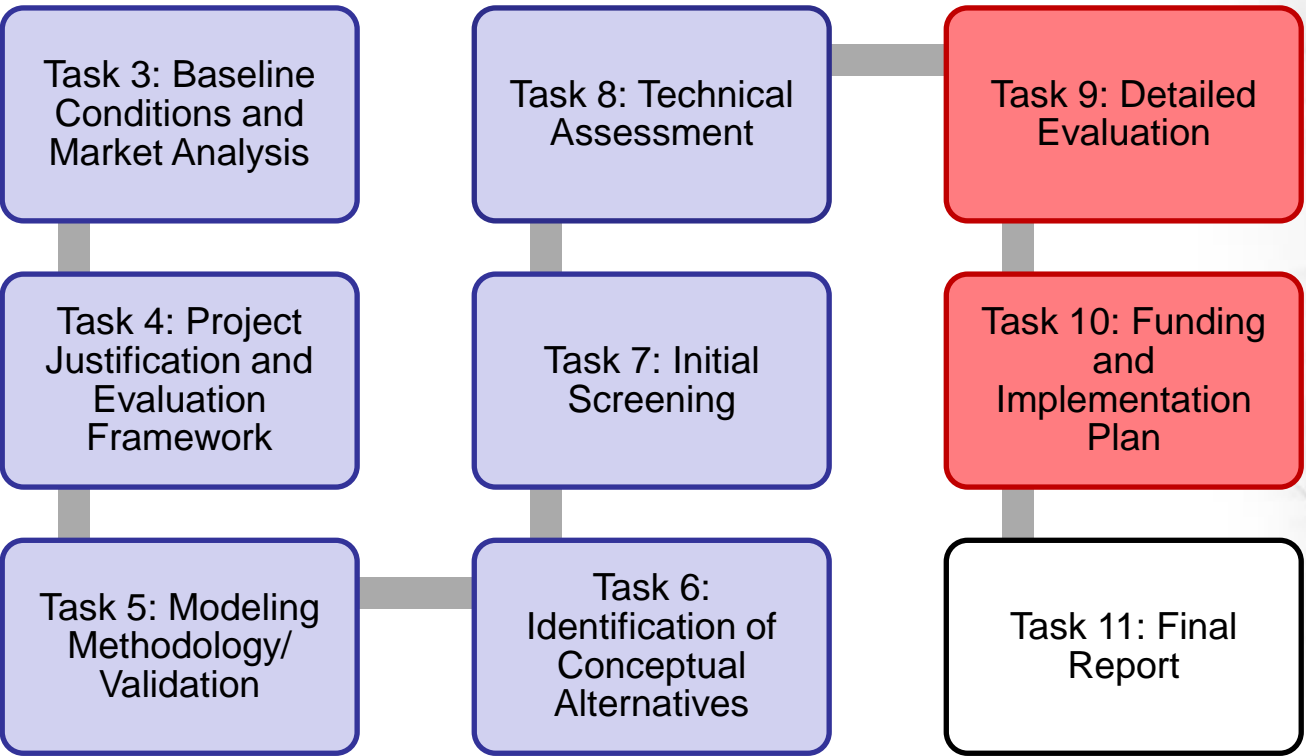 Task 3: Baseline
Conditions and
Market Analysis
Task 4: Project
Justification and
Evaluation
Framework
Task 5: Modeling
Methodology/
Validation
Task 6:
Identification of
Conceptual
Alternatives
Task 7: Initial
Screening
Task 8: Technical
Assessment
Task 9: Detailed
Evaluation
Task 10: Funding
and
Implementation
Plan
Task 11: Final
Report